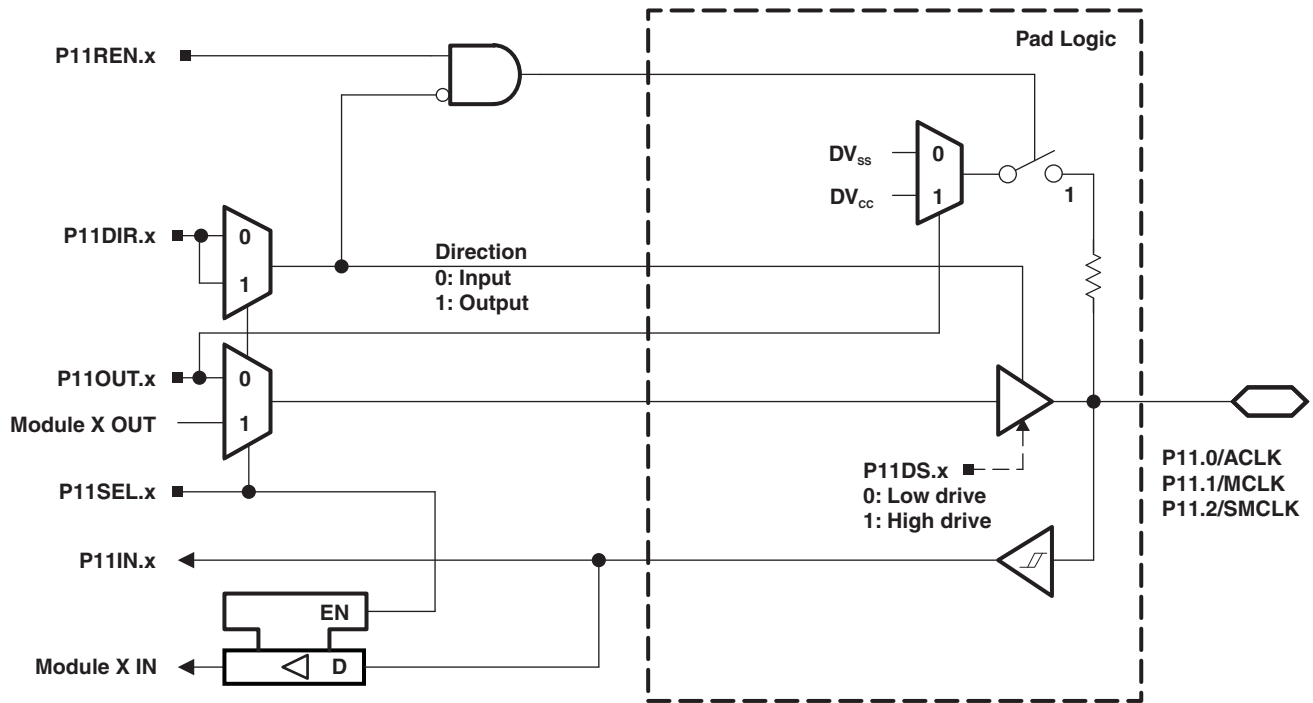 P11REN.x
Pad Logic
DVss
0
DVcc
1
1
P11DIR.x
0
1
Direction
0: Input
1: Output
P11OUT.x
0
Module X OUT
1
P11DS.x
0: Low drive
1: High drive
P11.0/ACLK
P11.1/MCLK
P11.2/SMCLK
P11SEL.x
P11IN.x
EN
Module X IN
D